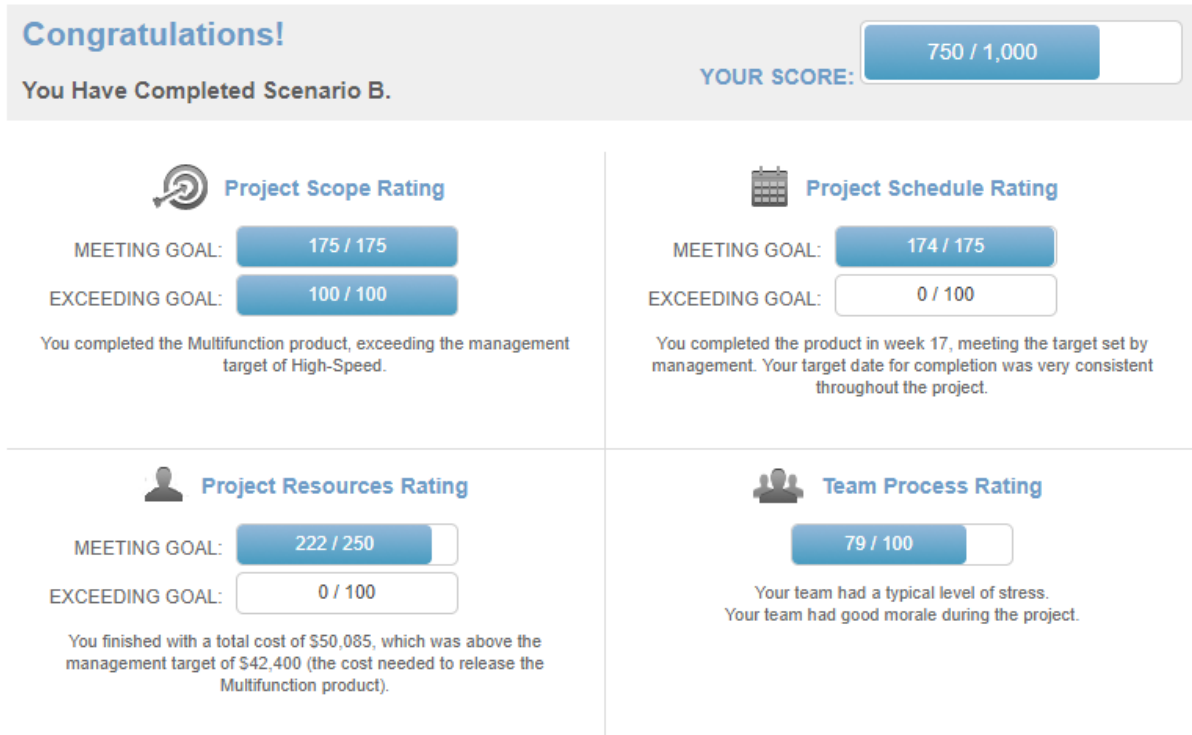 Congratulations!
You Have Completed Scenario B.
YOUR SCORE:
750 / 1,000
Project Scope Rating
MEETING GOAL:
175 / 175
EXCEEDING GOAL:
100 / 100
You completed the Multifunction product, exceeding the management
target of High-Speed.
Project Schedule Rating
MEETING GOAL:
174 / 175
EXCEEDING GOAL:
0 / 100
You completed the product in week 17, meeting the target set by
management. Your target date for completion was very consistent
throughout the project.
Project Resources Rating
MEETING GOAL:
222 / 250
EXCEEDING GOAL:
0 / 100
You finished with a total cost of $50,085, which was above the
management target of $42,400 (the cost needed to release the
Multifunction product).
Team Process Rating
79 / 100
Your team had a typical level of stress.
Your team had good morale during the project.